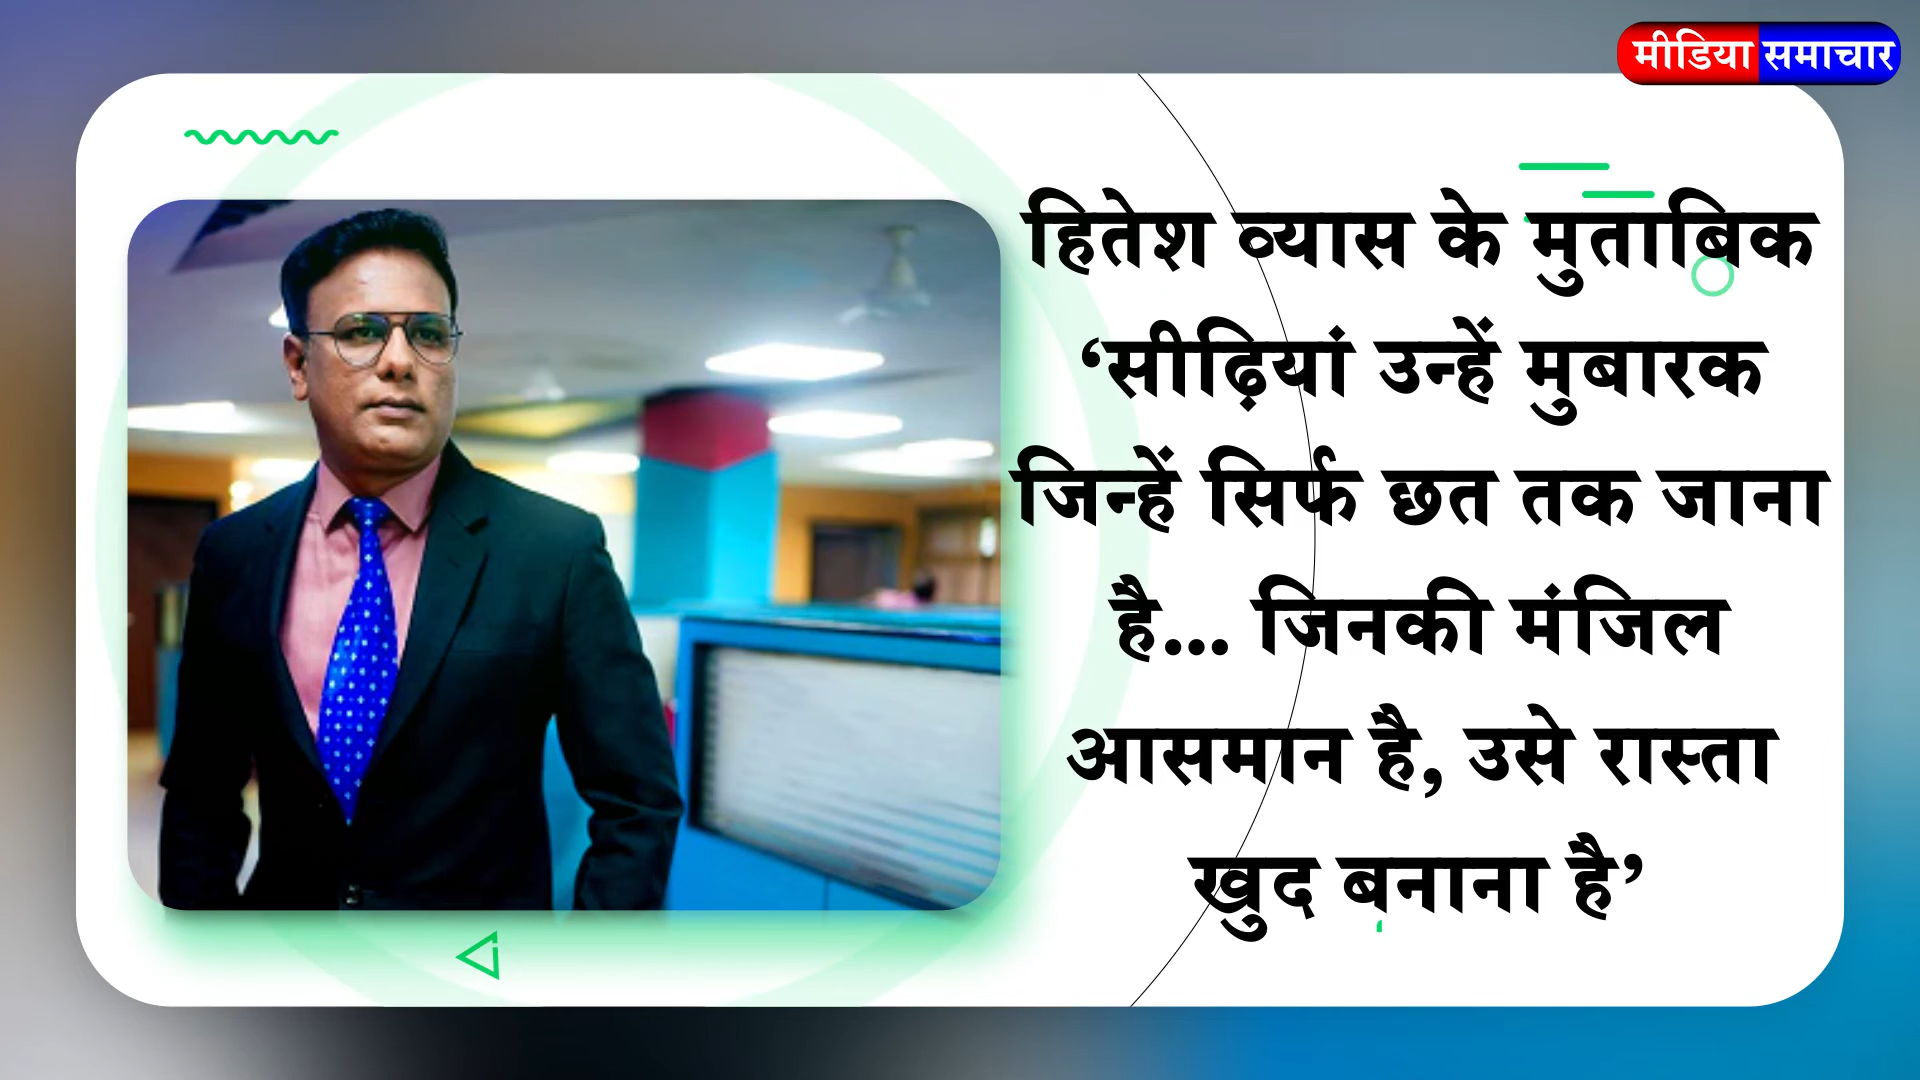 मीडिया समाचार
हितेश व्यास के मुताबिक
‘सीढ़ियां उन्हें मुबारक
जिन्हें सिर्फ छत तक जाना
है... जिनकी मंजिल
आसमान है, उसे रास्ता
खुद बनाना है’